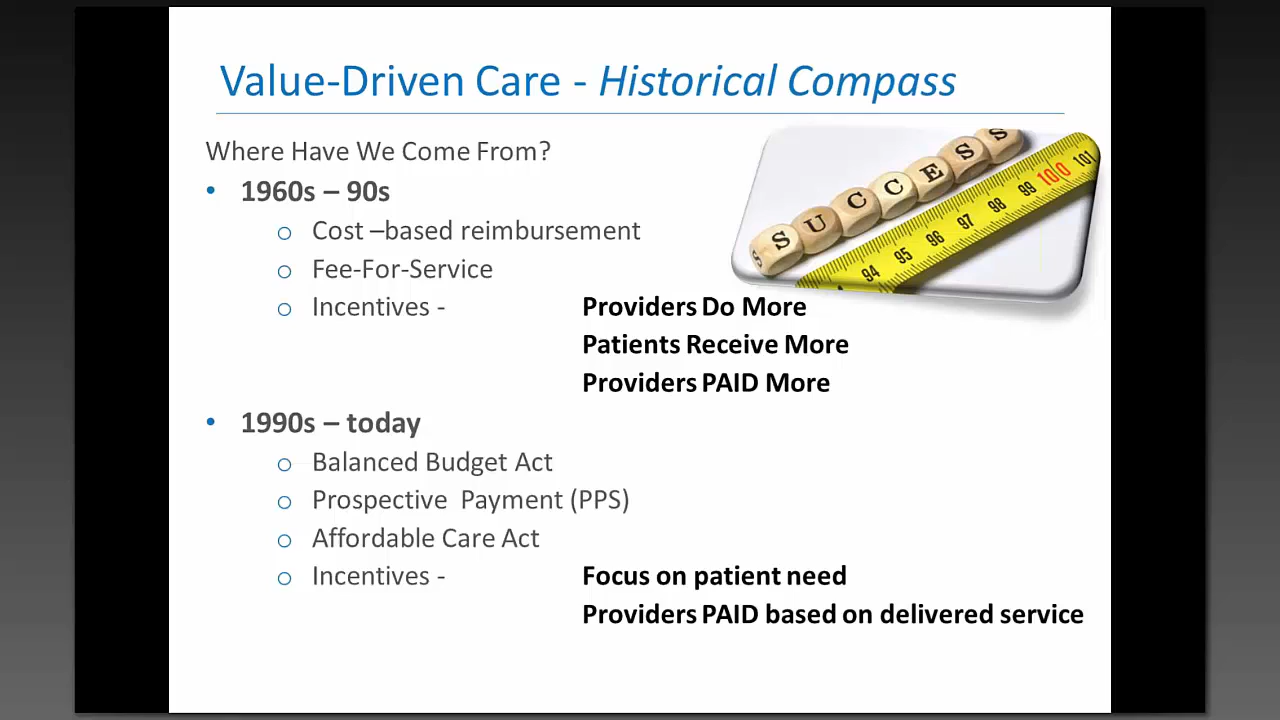 Value-Driven Care - Historical Compass
Where Have We Come From?
• 1960s – 90s
o Cost –based reimbursement
o Fee-For-Service
o Incentives - Providers Do More
Patients Receive More
Providers PAID More
• 1990s – today
o Balanced Budget Act
o Prospective Payment (PPS)
o Affordable Care Act
o Incentives - Focus on patient need
Providers PAID based on delivered service
SUCCESS
94 95 96 97 98 99 100 101